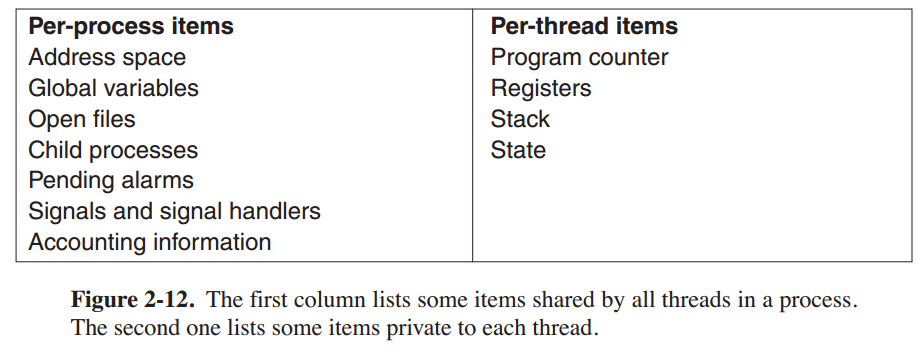 Per-process items
Address space
Global variables
Open files
Child processes
Pending alarms
Signals and signal handlers
Accounting information
Per-thread items
Program counter
Registers
Stack
State
Figure 2-12. The first column lists some items shared by all threads in a process.
The second one lists some items private to each thread.